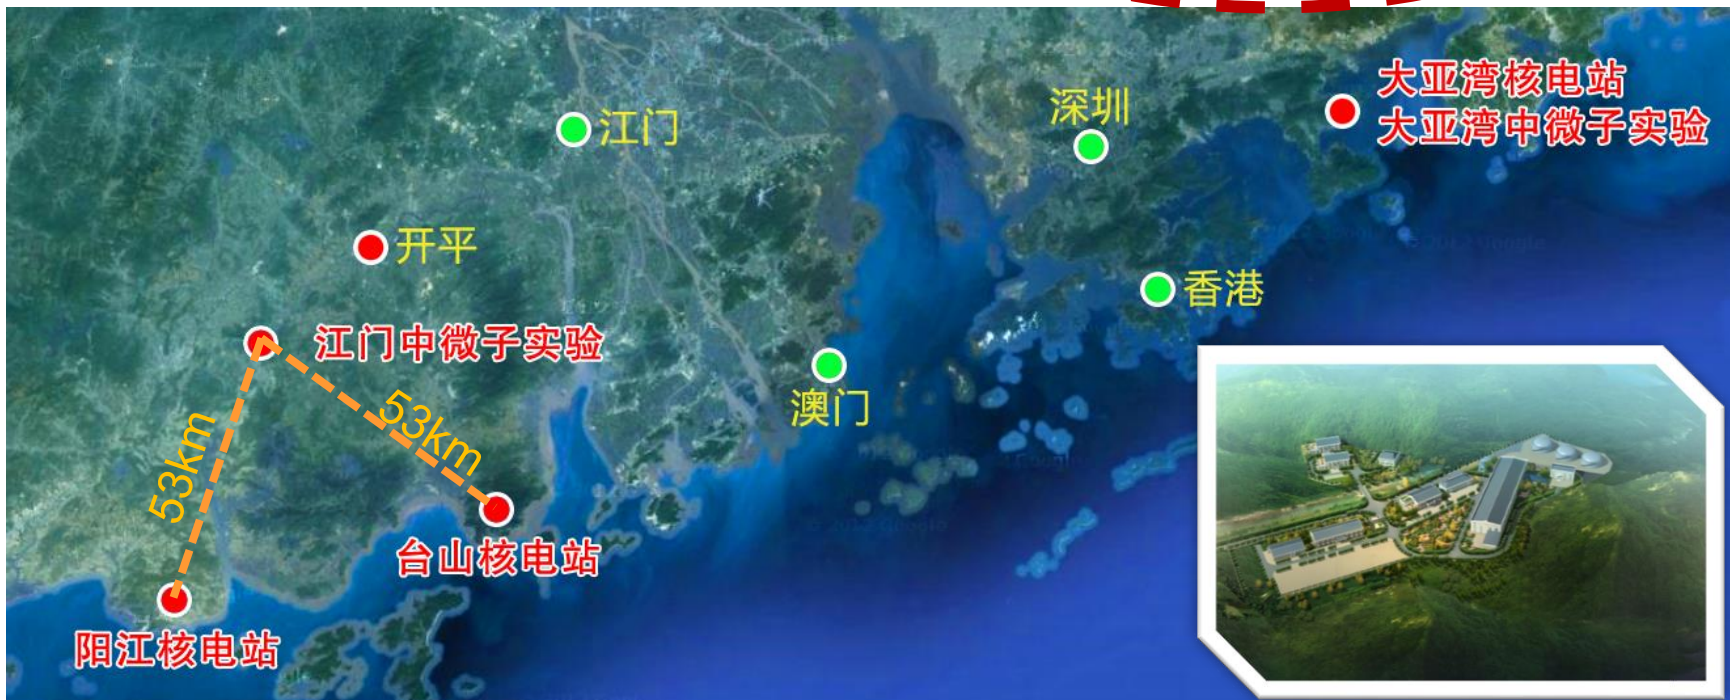 大亚湾核电站
大亚湾中微子实验
深圳
江门
开平
香港
江门中微子实验
澳门
53km
53km
台山核电站
阳江核电站
© 2012 Google